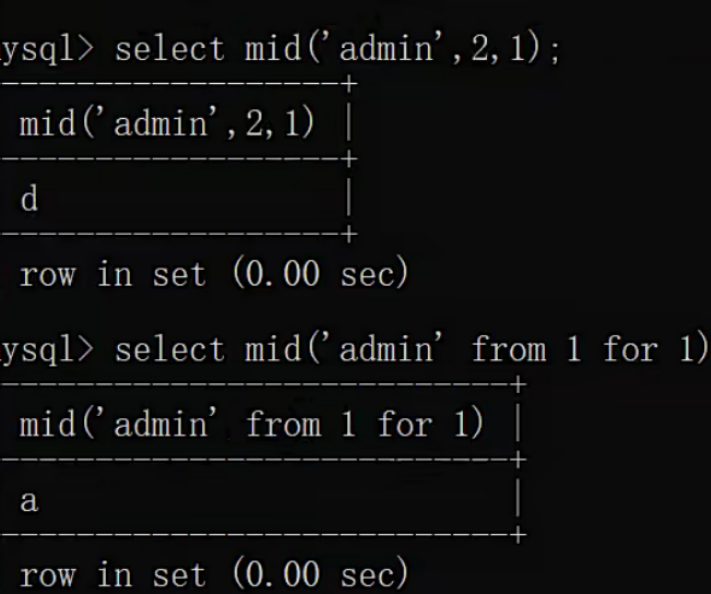 ysql> select mid('admin',2,1);
-------------------+
mid('admin',2,1) |
-------------------+
d |
-------------------+
row in set (0.00 sec)
ysql> select mid('admin' from 1 for 1)
----------------------------+
mid('admin' from 1 for 1) |
----------------------------+
a |
----------------------------+
row in set (0.00 sec)